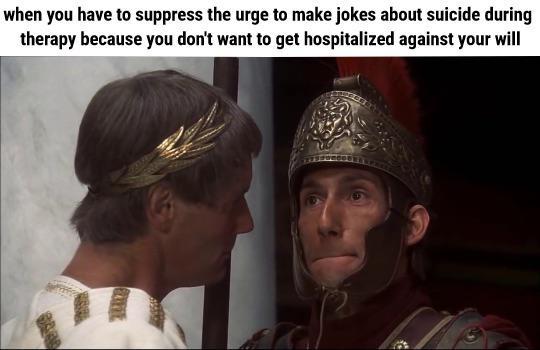 when you have to suppress the urge to make jokes about suicide during
therapy because you don't want to get hospitalized against your will